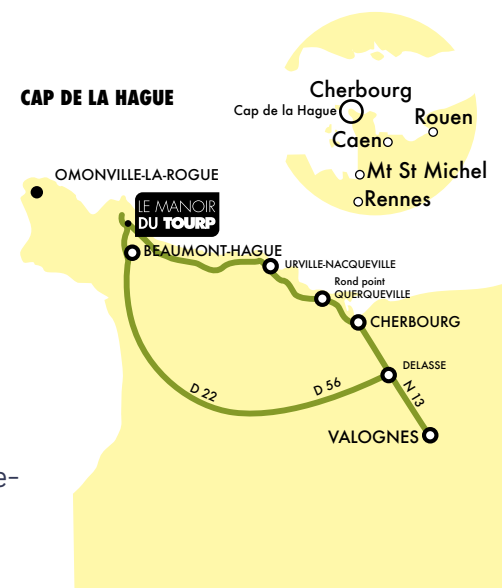 CAP DE LA HAGUE
Cherbourg
Cap de la Hague
Rouen
Caen
Mt St Michel
Rennes
OMONVILLE-LA-ROGUE
LE MANOIR
DU TOURP
BEAUMONT-HAGUE
URVILLE-NACQUEVILLE
Rond point
QUERQUEVILLE
CHERBOURG
DELASSE
D 22
D 56
N 13
VALOGNES
e-